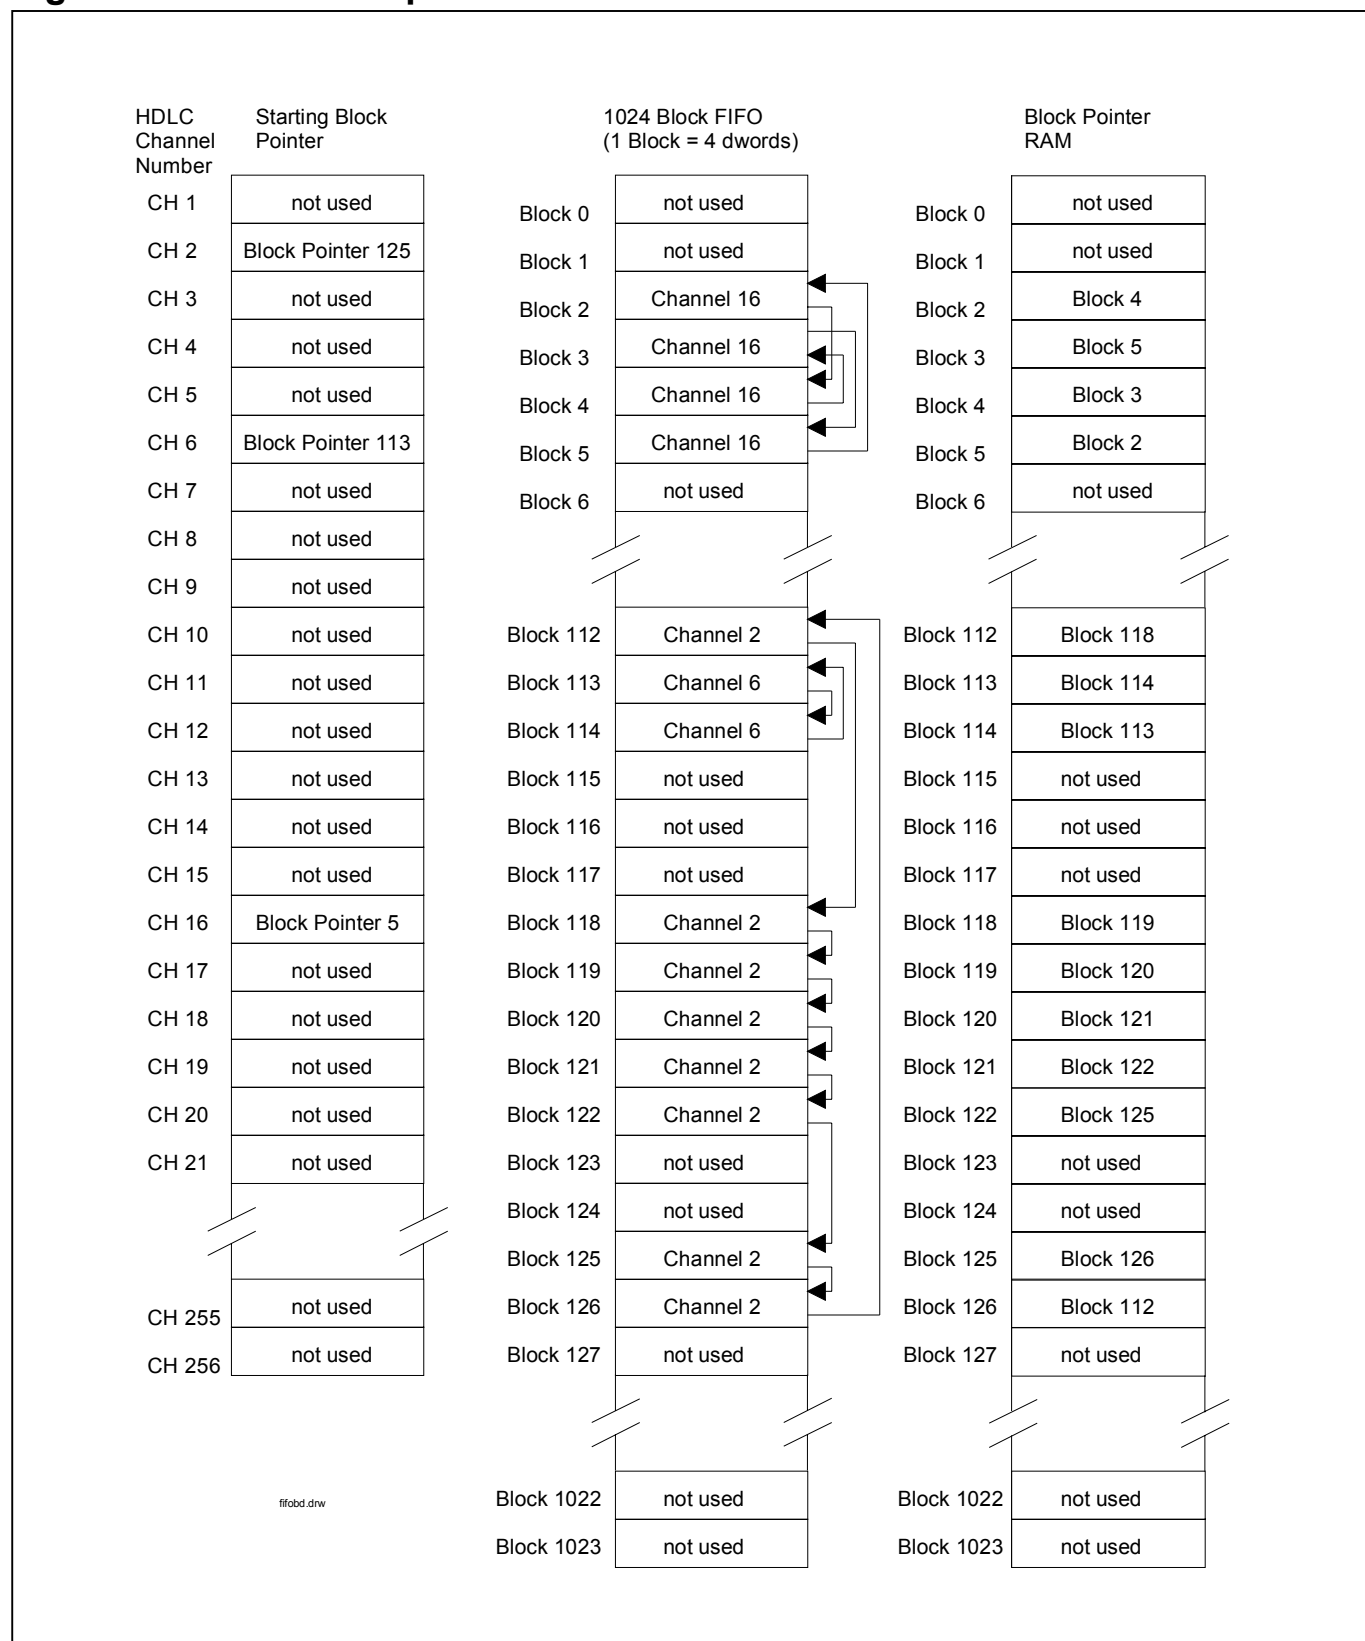 HDLC
Channel
Number
Starting Block
Pointer
CH 1 not used
CH 2 Block Pointer 125
CH 3 not used
CH 4 not used
CH 5 not used
CH 6 Block Pointer 113
CH 7 not used
CH 8 not used
CH 9 not used
CH 10 not used
CH 11 not used
CH 12 not used
CH 13 not used
CH 14 not used
CH 15 not used
CH 16 Block Pointer 5
CH 17 not used
CH 18 not used
CH 19 not used
CH 20 not used
CH 21 not used
CH 255 not used
CH 256 not used
1024 Block FIFO
(1 Block = 4 dwords)
Block 0 not used
Block 1 not used
Block 2 Channel 16
Block 3 Channel 16
Block 4 Channel 16
Block 5 Channel 16
Block 6 not used
Block 112 Channel 2
Block 113 Channel 6
Block 114 Channel 6
Block 115 not used
Block 116 not used
Block 117 not used
Block 118 Channel 2
Block 119 Channel 2
Block 120 Channel 2
Block 121 Channel 2
Block 122 Channel 2
Block 123 not used
Block 124 not used
Block 125 Channel 2
Block 126 Channel 2
Block 127 not used
Block 1022 not used
Block 1023 not used
Block Pointer
RAM
Block 0 not used
Block 1 not used
Block 2 Block 4
Block 3 Block 5
Block 4 Block 3
Block 5 Block 2
Block 6 not used
Block 112 Block 118
Block 113 Block 114
Block 114 Block 113
Block 115 not used
Block 116 not used
Block 117 not used
Block 118 Block 119
Block 119 Block 120
Block 120 Block 121
Block 121 Block 122
Block 122 Block 125
Block 123 not used
Block 124 not used
Block 125 Block 126
Block 126 Block 112
Block 127 not used
Block 1022 not used
Block 1023 not used
fifobd.drw